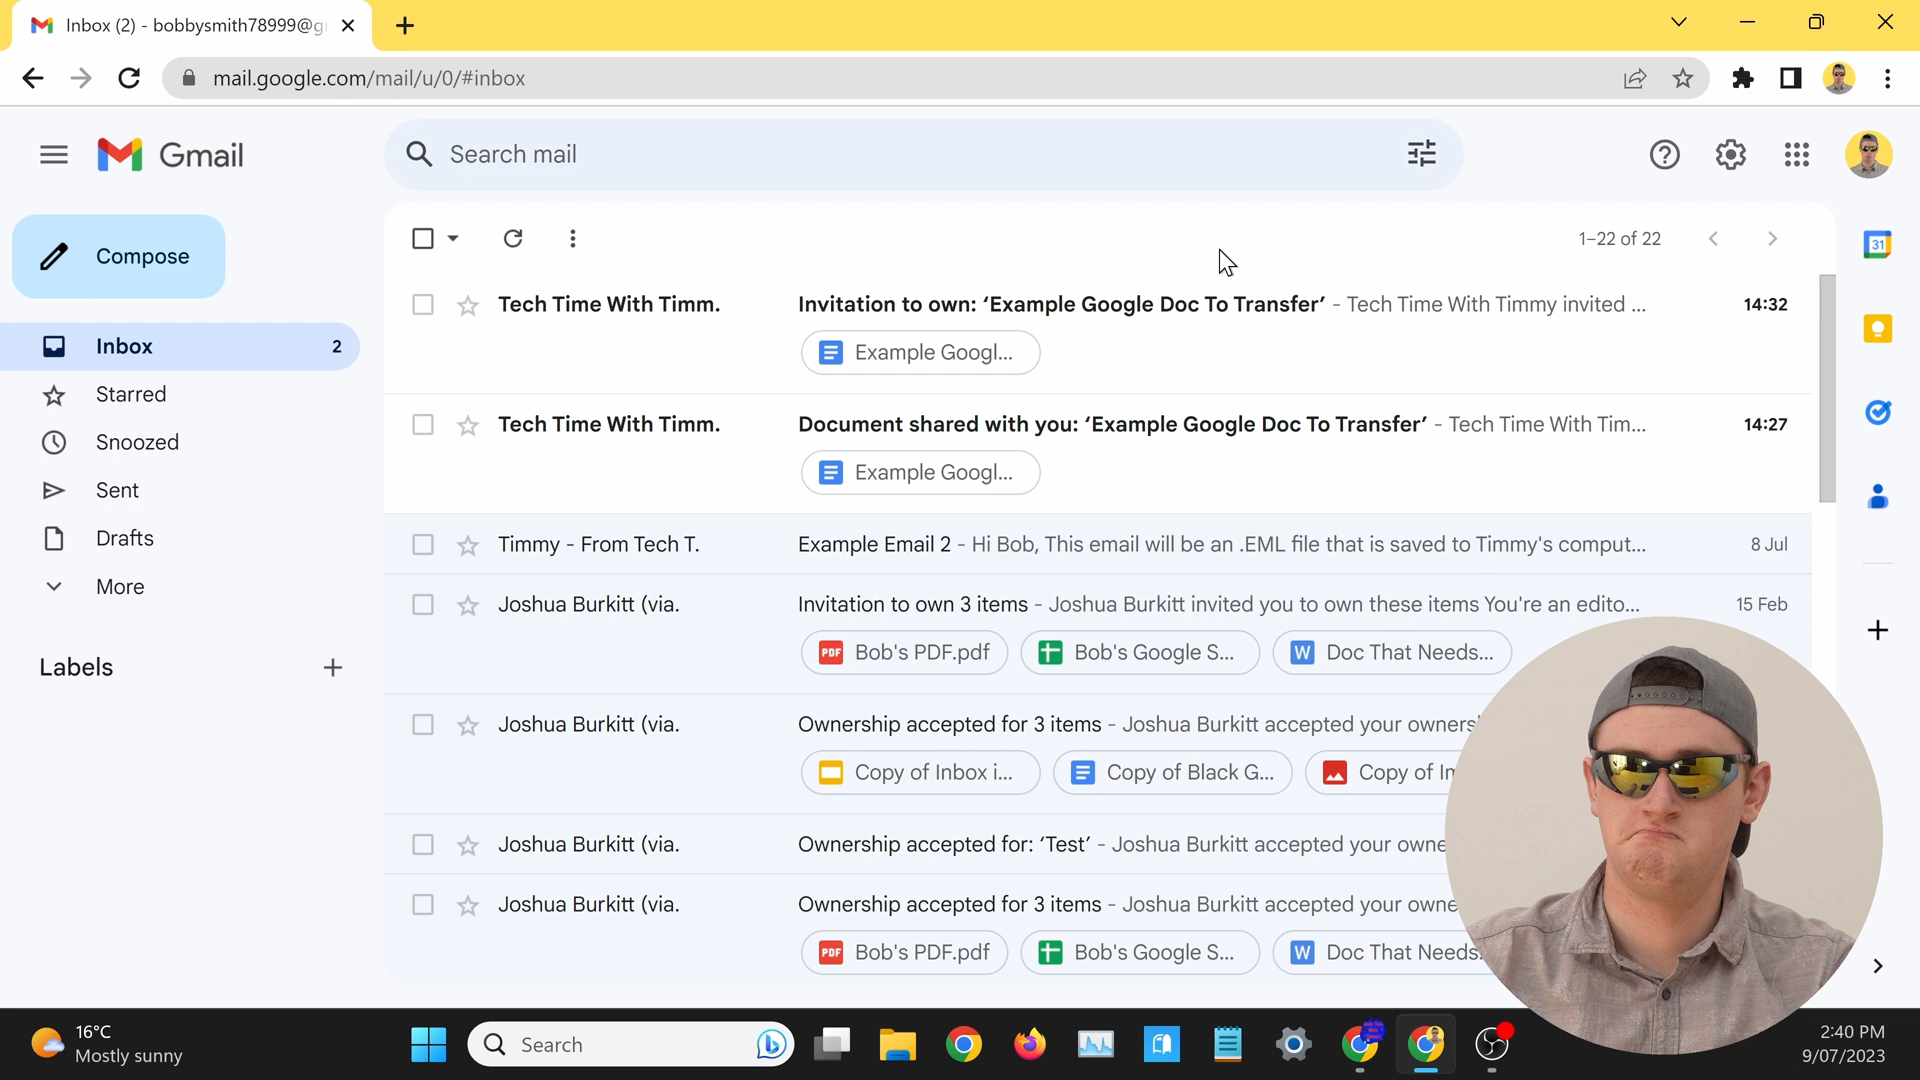 Inbox (2) - bobbysmith78999@g
mail.google.com/mail/u/0/#inbox
Gmail
Search mail
Compose
1–22 of 22
Inbox 2
Starred
Snoozed
Sent
Drafts
More
Labels
Tech Time With Timm. Invitation to own: ‘Example Google Doc To Transfer’ - Tech Time With Timmy invited ... 14:32
Example Googl...
Tech Time With Timm. Document shared with you: ‘Example Google Doc To Transfer’ - Tech Time With Tim... 14:27
Example Googl...
Timmy - From Tech T. Example Email 2 - Hi Bob, This email will be an .EML file that is saved to Timmy's comput... 8 Jul
Joshua Burkitt (via. Invitation to own 3 items - Joshua Burkitt invited you to own these items You're an edito... 15 Feb
PDF Bob's PDF.pdf Bob's Google S... W Doc That Needs...
Joshua Burkitt (via. Ownership accepted for 3 items - Joshua Burkitt accepted your owners
Copy of Inbox i... Copy of Black G... Copy of In
Joshua Burkitt (via. Ownership accepted for: ‘Test’ - Joshua Burkitt accepted your owne
Joshua Burkitt (via. Ownership accepted for 3 items - Joshua Burkitt accepted your owne
PDF Bob's PDF.pdf Bob's Google S... W Doc That Needs.
31
16°C
Mostly sunny
Search
2:40 PM
9/07/2023